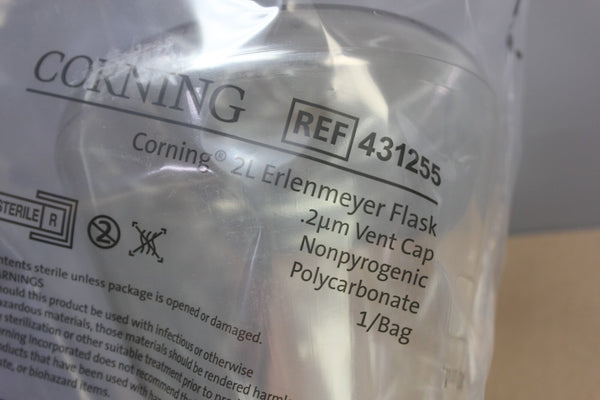 CORNING
REF 431255
Corning® 2L Erlenmeyer Flask
.2µm Vent Cap
Nonpyrogenic
Polycarbonate
1/Bag
STERILE R
2
ntents sterile unless package is opened or damaged.
ARNINGS
hould this product be used with infectious or otherwise
azardous materials, those materials should be rendered harml
sterilization or other suitable treatment prior to
rning Incorporated does not recommend
oducts that have been used with
ate, or biohazard items.